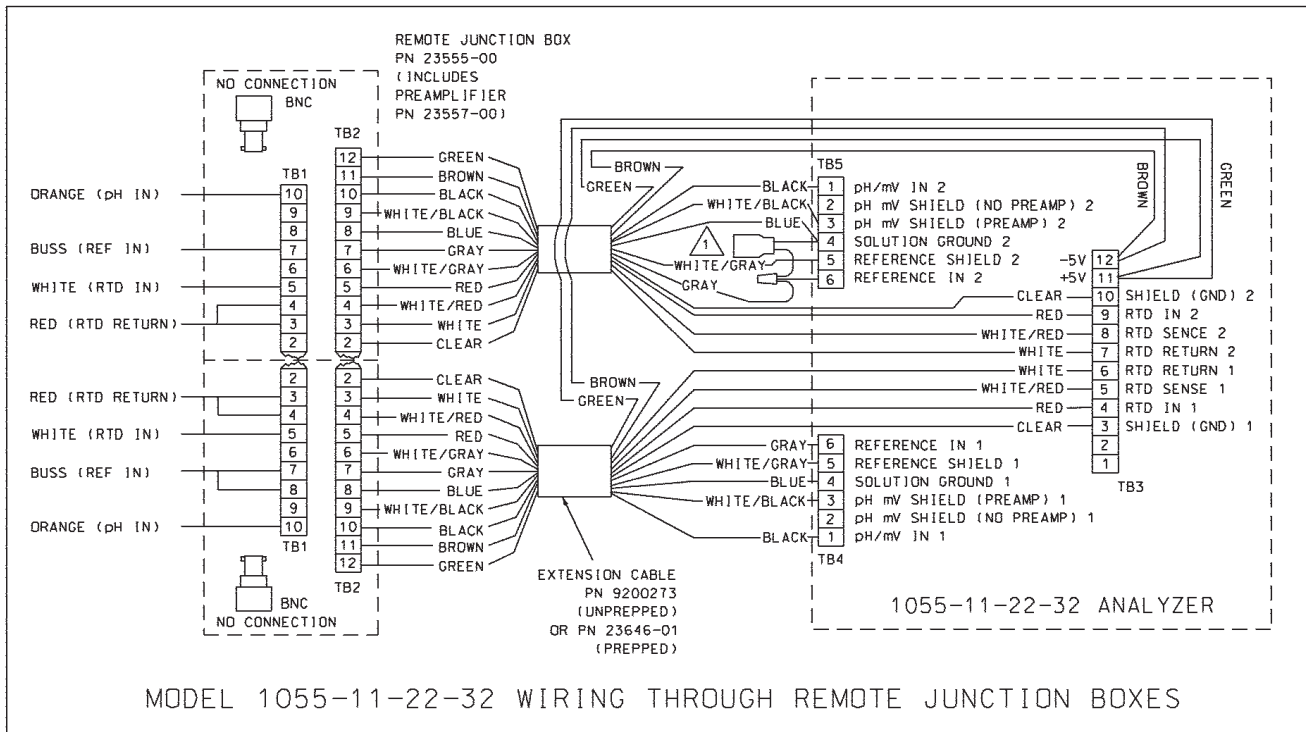 REMOTE JUNCTION BOX
PN 23555-00
(INCLUDES
PREAMPLIFIER
PN 23557-00)
NO CONNECTION
BNC
TB1
10
9
8
7
6
5
4
3
2
ORANGE (pH IN)
BUSS (REF IN)
WHITE (RTD IN)
RED (RTD RETURN)
TB2
12
11
10
9
8
7
6
5
4
3
2
GREEN
BROWN
BLACK
WHITE/BLACK
BLUE
GRAY
WHITE/GRAY
RED
WHITE/RED
WHITE
CLEAR
RED (RTD RETURN)
WHITE (RTD IN)
BUSS (REF IN)
ORANGE (pH IN)
2
3
4
5
6
7
8
9
10
TB1
BNC
NO CONNECTION
2
3
4
5
6
7
8
9
10
11
12
TB2
CLEAR
WHITE
WHITE/RED
RED
WHITE/GRAY
GRAY
BLUE
WHITE/BLACK
BLACK
BROWN
GREEN
EXTENSION CABLE
PN 9200273
(UNPREPPED)
OR PN 23646-01
(PREPPED)
BROWN
GREEN
BROWN
GREEN
BROWN
GREEN
TB5
BLACK 1 pH/mV IN 2
WHITE/BLACK 2 pH mV SHIELD (NO PREAMP) 2
3 pH mV SHIELD (PREAMP) 2
BLUE 4 SOLUTION GROUND 2
1
WHITE/GRAY 5 REFERENCE SHIELD 2
GRAY 6 REFERENCE IN 2
-5V 12
+5V 11
CLEAR 10 SHIELD (GND) 2
RED 9 RTD IN 2
WHITE/RED 8 RTD SENCE 2
WHITE 7 RTD RETURN 2
WHITE 6 RTD RETURN 1
WHITE/RED 5 RTD SENSE 1
RED 4 RTD IN 1
CLEAR 3 SHIELD (GND) 1
2
1
TB3
GRAY 6 REFERENCE IN 1
WHITE/GRAY 5 REFERENCE SHIELD 1
BLUE 4 SOLUTION GROUND 1
WHITE/BLACK 3 pH mV SHIELD (PREAMP) 1
2 pH mV SHIELD (NO PREAMP) 1
BLACK 1 pH/mV IN 1
TB4
1055-11-22-32 ANALYZER
MODEL 1055-11-22-32 WIRING THROUGH REMOTE JUNCTION BOXES